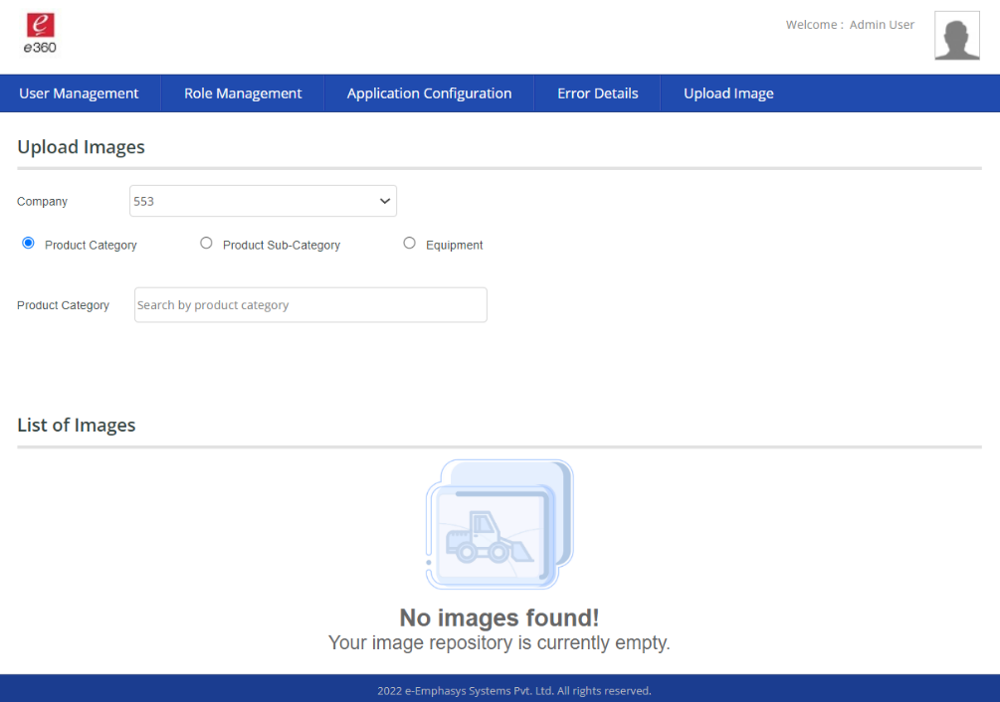 e
e360
Welcome : Admin User
User Management Role Management Application Configuration Error Details Upload Image
Upload Images
Company 553
Product Category Product Sub-Category Equipment
Product Category Search by product category
List of Images
No images found!
Your image repository is currently empty.
2022 e-Emphasys Systems Pvt. Ltd. All rights reserved.